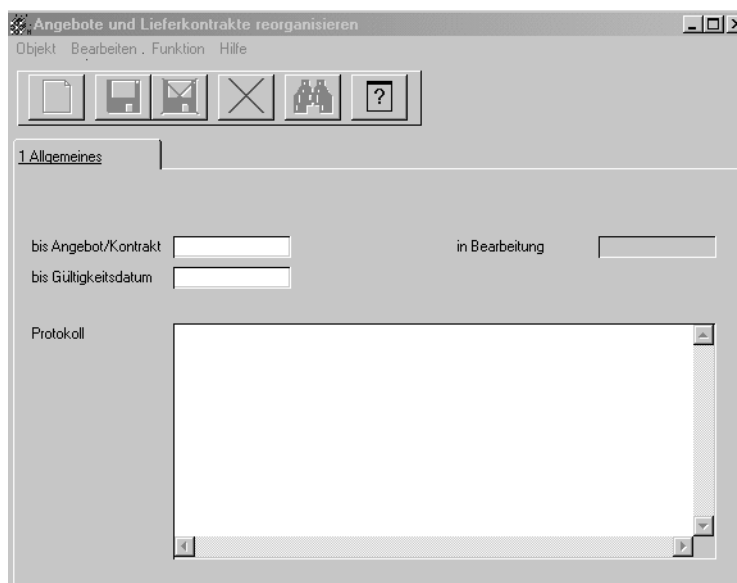 Angebote und Lieferkontrakte reorganisieren
Objekt Bearbeiten Funktion Hilfe
?
1 Allgemeines
bis Angebot/Kontrakt
in Bearbeitung
bis Gültigkeitsdatum
Protokoll